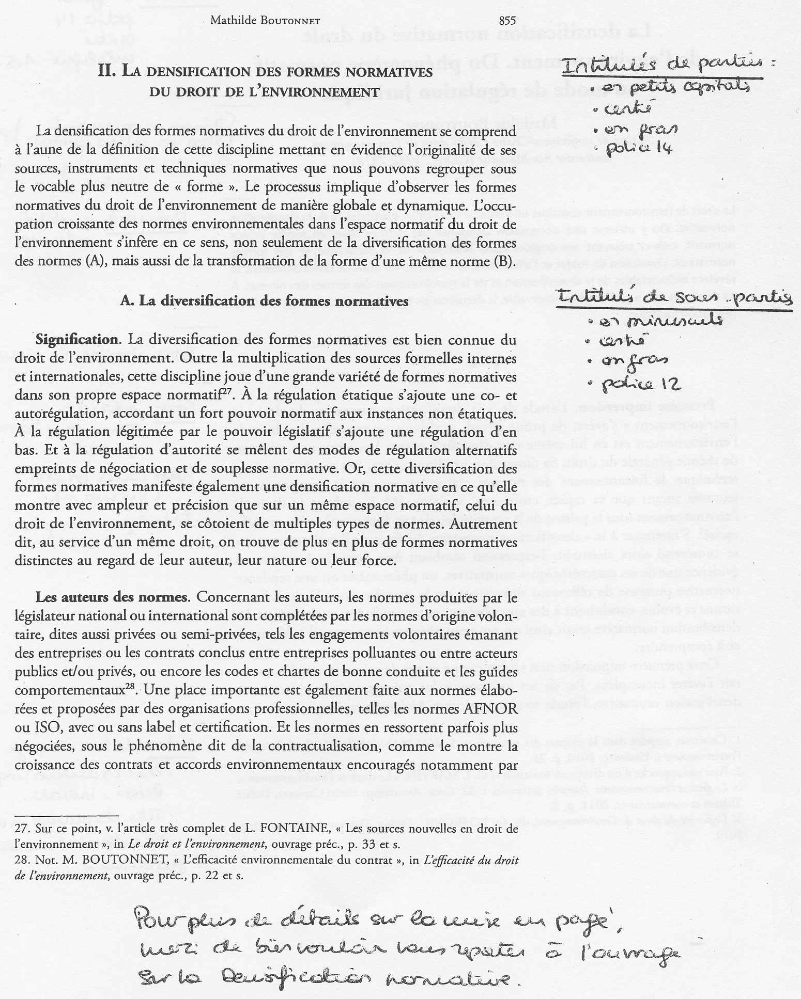 Mathilde BOUTONNET 855
II. LA DENSIFICATION DES FORMES NORMATIVES
DU DROIT DE L'ENVIRONNEMENT
Intitulés de parties :
• en petits capitals
• centré
• en gras
• police 14
La densification des formes normatives du droit de l'environnement se comprend
à l'aune de la définition de cette discipline mettant en évidence l'originalité de ses
sources, instruments et techniques normatives que nous pouvons regrouper sous
le vocable plus neutre de « forme ». Le processus implique d'observer les formes
normatives du droit de l'environnement de manière globale et dynamique. L'occu-
pation croissante des normes environnementales dans l'espace normatif du droit de
l'environnement s'infère en ce sens, non seulement de la diversification des formes
des normes (A), mais aussi de la transformation de la forme d'une même norme (B).
A. La diversification des formes normatives
Intitulés de sous-parties
• en minuscules
• centré
• en gras
• police 12
Signification. La diversification des formes normatives est bien connue du
droit de l'environnement. Outre la multiplication des sources formelles internes
et internationales, cette discipline joue d'une grande variété de formes normatives
dans son propre espace normatif27. À la régulation étatique s'ajoute une co- et
autorégulation, accordant un fort pouvoir normatif aux instances non étatiques.
À la régulation légitimée par le pouvoir législatif s'ajoute une régulation d'en
bas. Et à la régulation d'autorité se mêlent des modes de régulation alternatifs
empreints de négociation et de souplesse normative. Or, cette diversification des
formes normatives manifeste également une densification normative en ce qu'elle
montre avec ampleur et précision que sur un même espace normatif, celui du
droit de l'environnement, se côtoient de multiples types de normes. Autrement
dit, au service d'un même droit, on trouve de plus en plus de formes normatives
distinctes au regard de leur auteur, leur nature ou leur force.
Les auteurs des normes. Concernant les auteurs, les normes produites par le
législateur national ou international sont complétées par les normes d'origine volon-
taire, dites aussi privées ou semi-privées, tels les engagements volontaires émanant
des entreprises ou les contrats conclus entre entreprises polluantes ou entre acteurs
publics et/ou privés, ou encore les codes et chartes de bonne conduite et les guides
comportementaux28. Une place importante est également faite aux normes élabo-
rées et proposées par des organisations professionnelles, telles les normes AFNOR
ou ISO, avec ou sans label et certification. Et les normes en ressortent parfois plus
négociées, sous le phénomène dit de la contractualisation, comme le montre la
croissance des contrats et accords environnementaux encouragés notamment par
27. Sur ce point, v. l'article très complet de L. FONTAINE, « Les sources nouvelles en droit de
l'environnement », in Le droit et l'environnement, ouvrage préc., p. 33 et s.
28. Not. M. BOUTONNET, « L'efficacité environnementale du contrat », in L'efficacité du droit
de l'environnement, ouvrage préc., p. 22 et s.
Pour plus de détails sur la mise en page,
merci de bien vouloir vous reporter à l'ouvrage
sur la Densification normative.